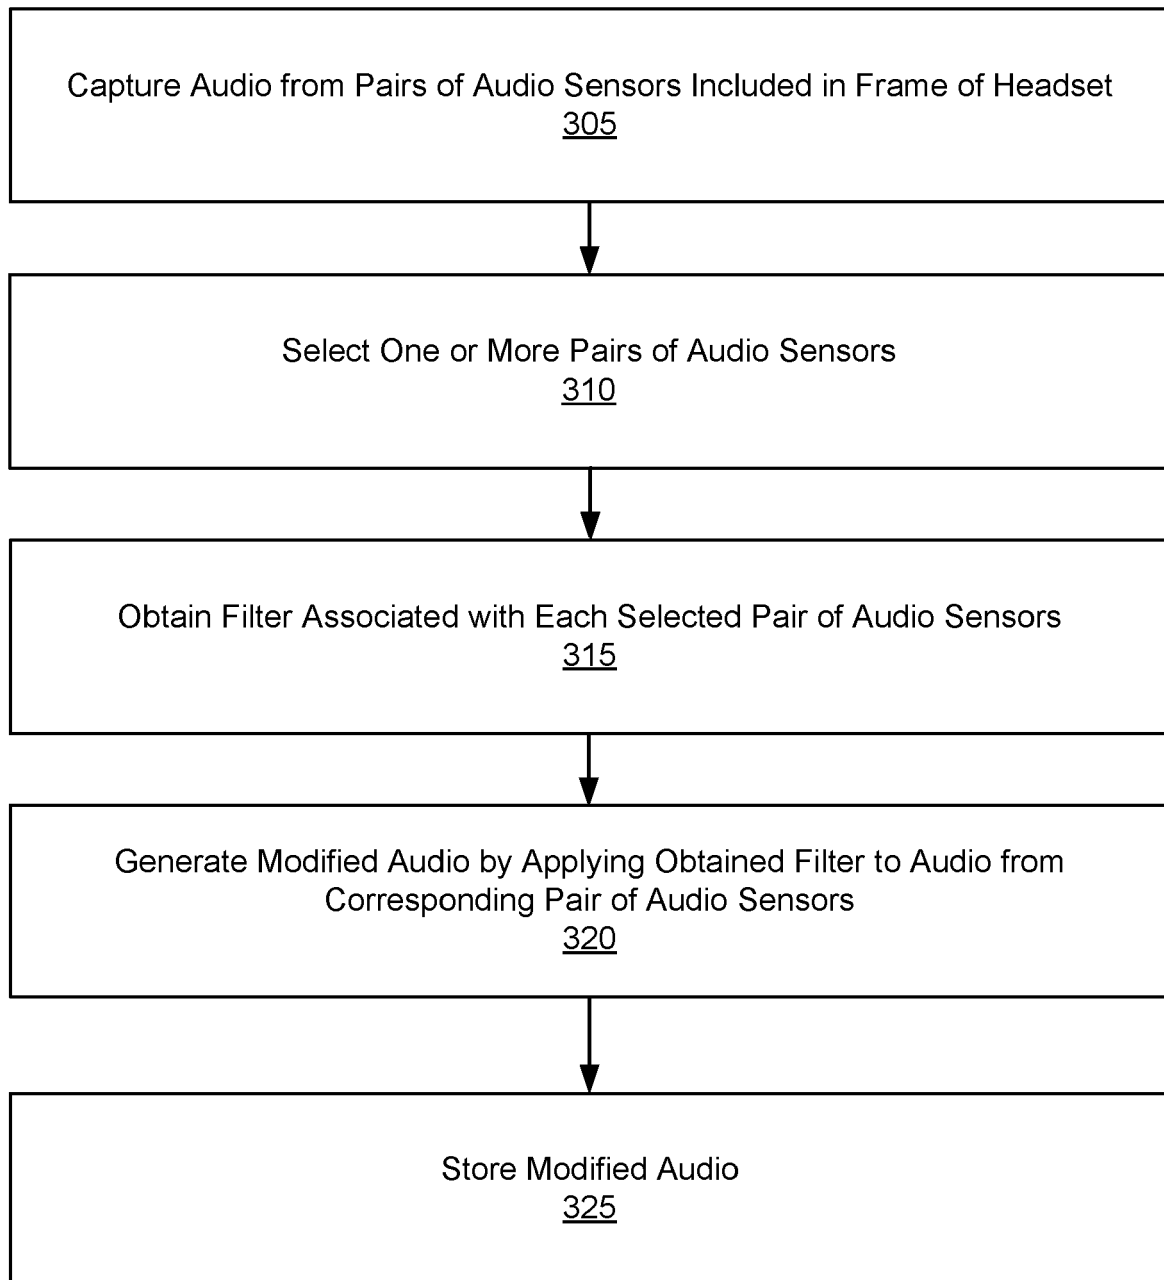 Capture Audio from Pairs of Audio Sensors Included in Frame of Headset
305
Select One or More Pairs of Audio Sensors
310
Obtain Filter Associated with Each Selected Pair of Audio Sensors
315
Generate Modified Audio by Applying Obtained Filter to Audio from
Corresponding Pair of Audio Sensors
320
Store Modified Audio
325